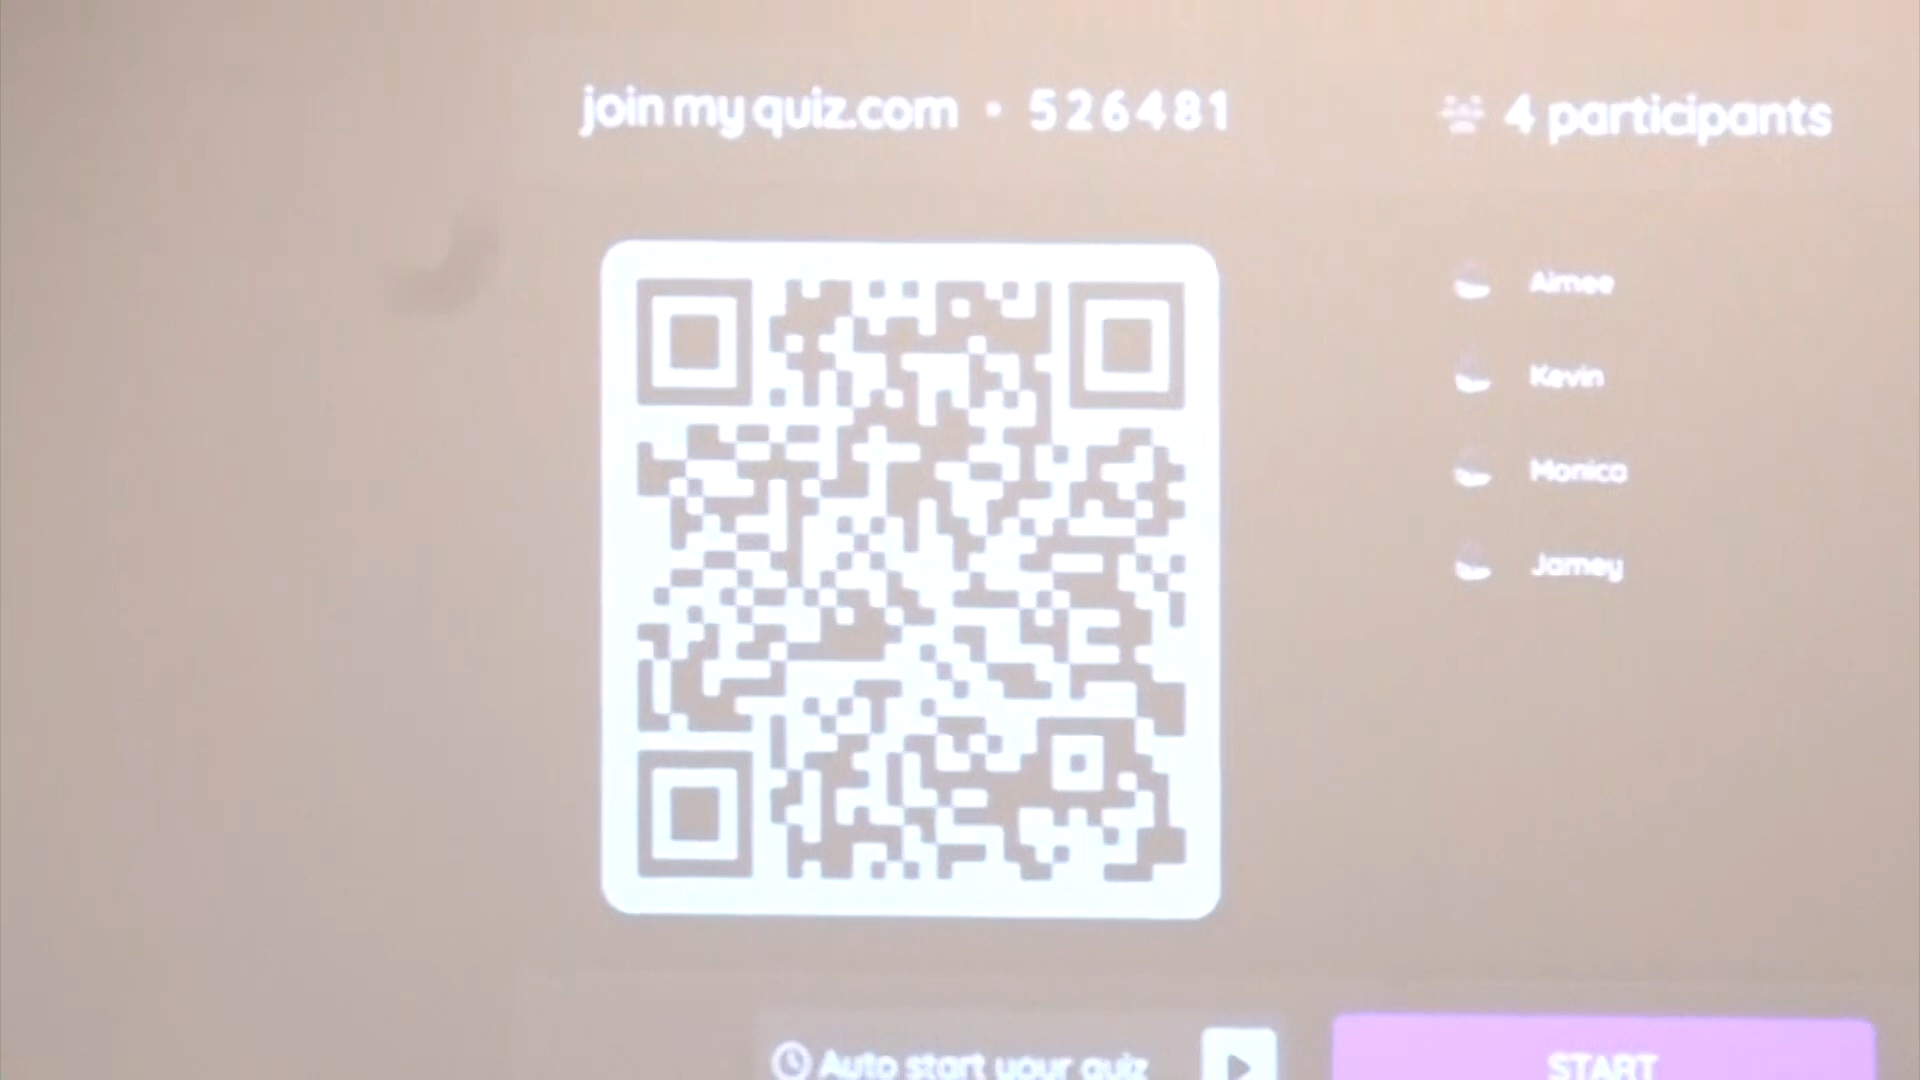 joinmyquiz.com • 526481
4 participants
Aimee
Kevin
Monica
Jamey
Auto start your quiz
START